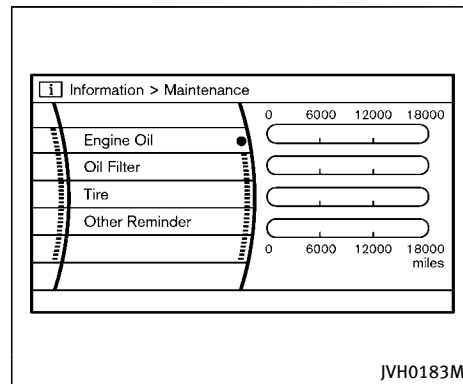 i Information > Maintenance
0 6000 12000 18000
Engine Oil
Oil Filter
Tire
Other Reminder
0 6000 12000 18000
miles
JVH0183M